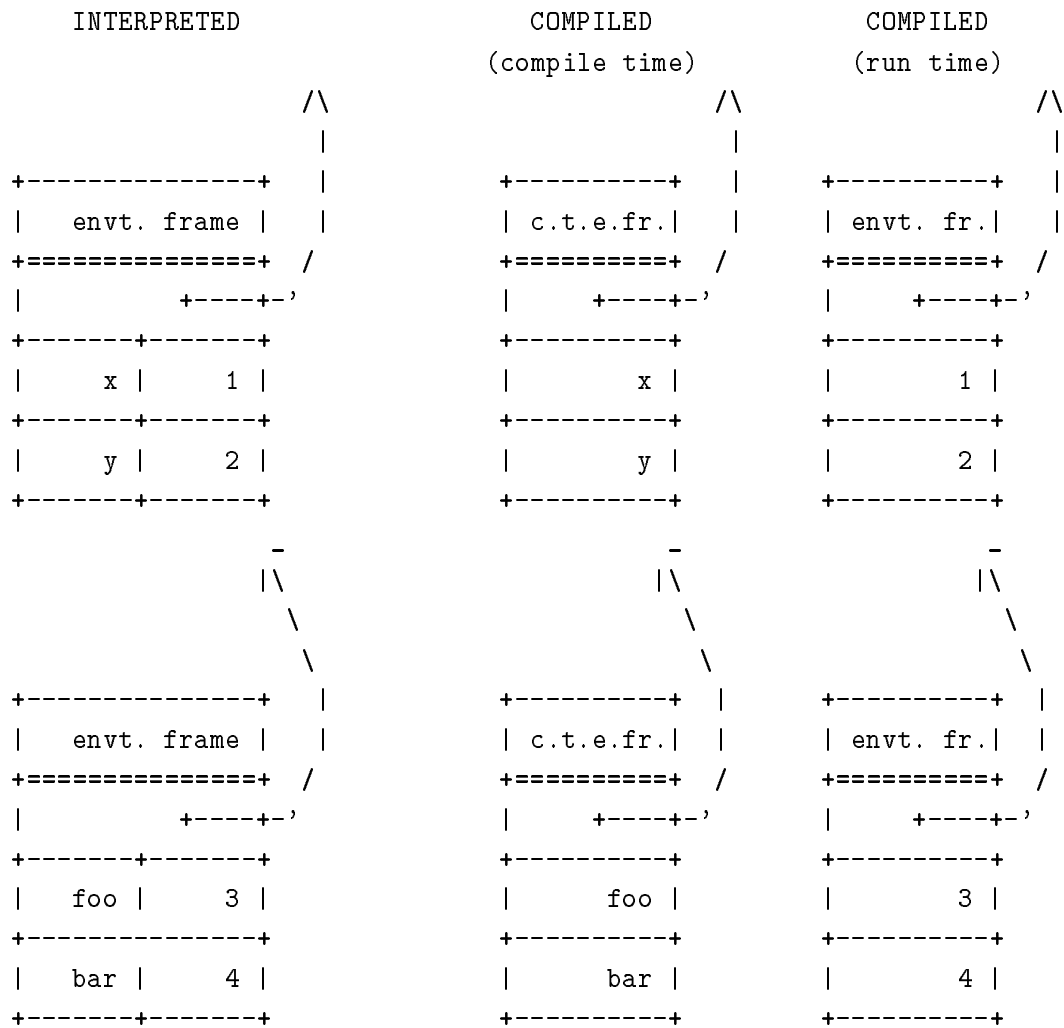 INTERPRETED                  COMPILED             COMPILED
                               (compile time)       (run time)
                   /\                        /\                   /\
                    |                         |                    |
+---------------+   |          +----------+   |    +----------+   |
|   envt. frame |   |          | c.t.e.fr.|   |    | envt. fr.|   |
+===============+  /           +==========+  /     +==========+  /
|          +----+-’            |     +----+-’      |     +----+-’
+-------+-------+              +----------+        +----------+
|     x |     1 |              |        x |        |        1 |
+-------+-------+              +----------+        +----------+
|     y |     2 |              |        y |        |        2 |
+-------+-------+              +----------+        +----------+
                 -                         -                    -
                |\                        |\                   |\
                  \                         \                    \
                   \                         \                    \
+---------------+   |          +----------+  |     +----------+  |
|   envt. frame |   |          | c.t.e.fr.|  |     | envt. fr.|  |
+===============+  /           +==========+  /     +==========+  /
|          +----+-’            |     +----+-’      |     +----+-’
+-------+-------+              +----------+        +----------+
|   foo |     3 |              |      foo |        |        3 |
+---------------+              +----------+        +----------+
|   bar |     4 |              |      bar |        |        4 |
+-------+-------+              +----------+        +----------+